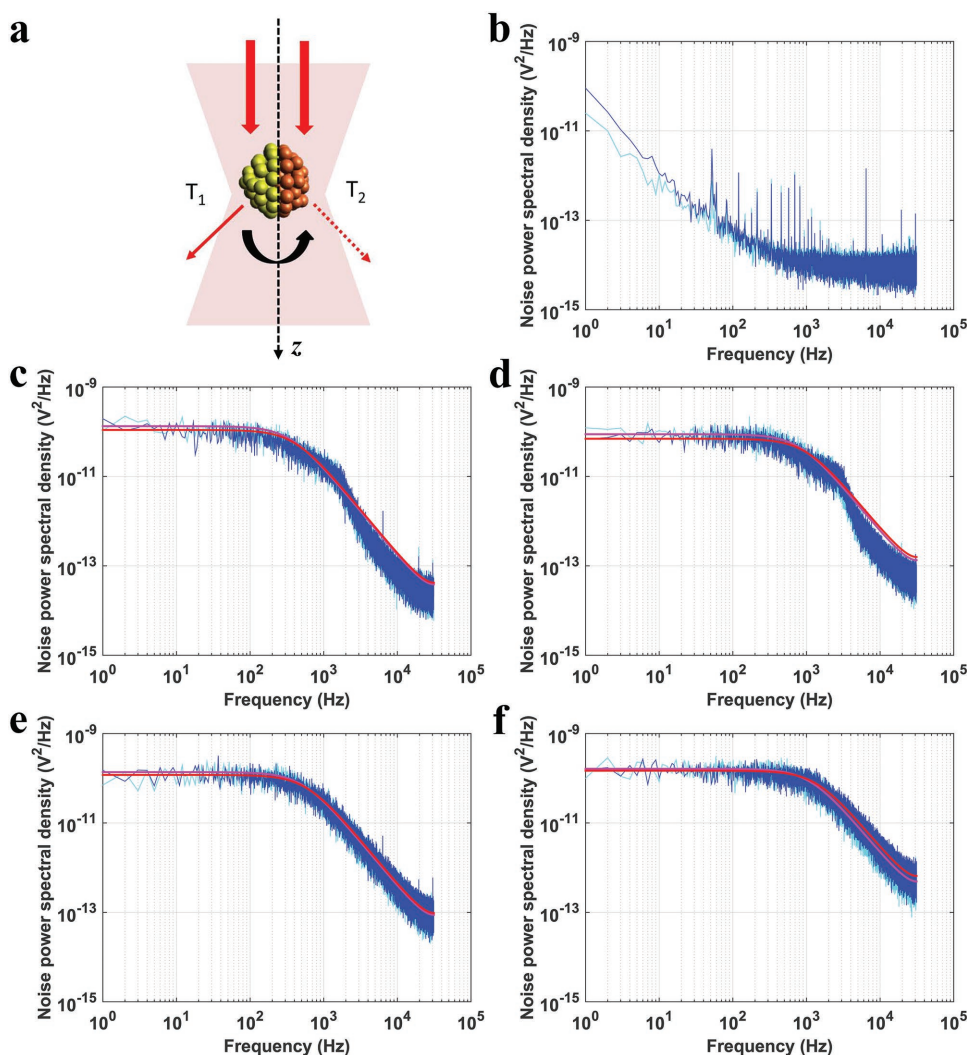 a
T1
T2
z
b
Noise power spectral density (V²/Hz)
10⁻⁹
10⁻¹¹
10⁻¹³
10⁻¹⁵
10⁰ 10¹ 10² 10³ 10⁴ 10⁵
Frequency (Hz)
c
Noise power spectral density (V²/Hz)
10⁻⁹
10⁻¹¹
10⁻¹³
10⁻¹⁵
10⁰ 10¹ 10² 10³ 10⁴ 10⁵
Frequency (Hz)
d
Noise power spectral density (V²/Hz)
10⁻⁹
10⁻¹¹
10⁻¹³
10⁻¹⁵
10⁰ 10¹ 10² 10³ 10⁴ 10⁵
Frequency (Hz)
e
Noise power spectral density (V²/Hz)
10⁻⁹
10⁻¹¹
10⁻¹³
10⁻¹⁵
10⁰ 10¹ 10² 10³ 10⁴ 10⁵
Frequency (Hz)
f
Noise power spectral density (V²/Hz)
10⁻⁹
10⁻¹¹
10⁻¹³
10⁻¹⁵
10⁰ 10¹ 10² 10³ 10⁴ 10⁵
Frequency (Hz)